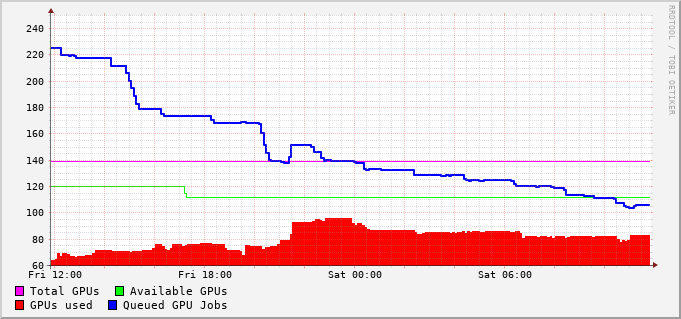 RRDTOOL / TOBI OETIKER
240
220
200
180
160
140
120
100
80
60
Fri 12:00 Fri 18:00 Sat 00:00 Sat 06:00
Total GPUs Available GPUs
GPUs used Queued GPU Jobs